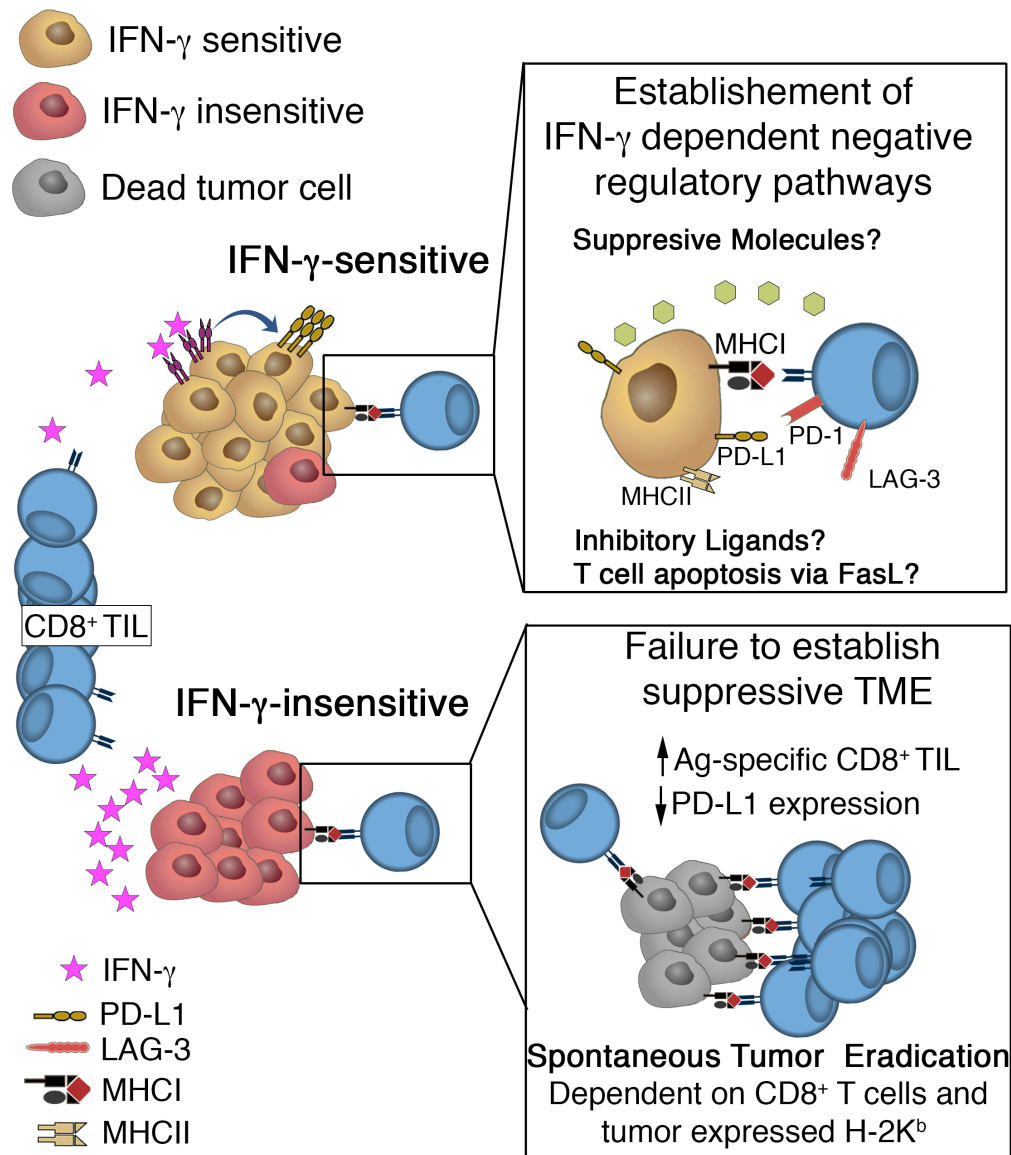 IFN-γ sensitive
IFN-γ insensitive
Dead tumor cell
IFN-γ-sensitive
Establishement of
IFN-γ dependent negative
regulatory pathways
Suppresive Molecules?
MHCI
PD-1
PD-L1
LAG-3
MHCII
Inhibitory Ligands?
T cell apoptosis via FasL?
CD8⁺ TIL
IFN-γ-insensitive
Failure to establish
suppressive TME
↑ Ag-specific CD8⁺ TIL
↓ PD-L1 expression
Spontaneous Tumor Eradication
Dependent on CD8⁺ T cells and
tumor expressed H-2Kᵇ
IFN-γ
PD-L1
LAG-3
MHCI
MHCII